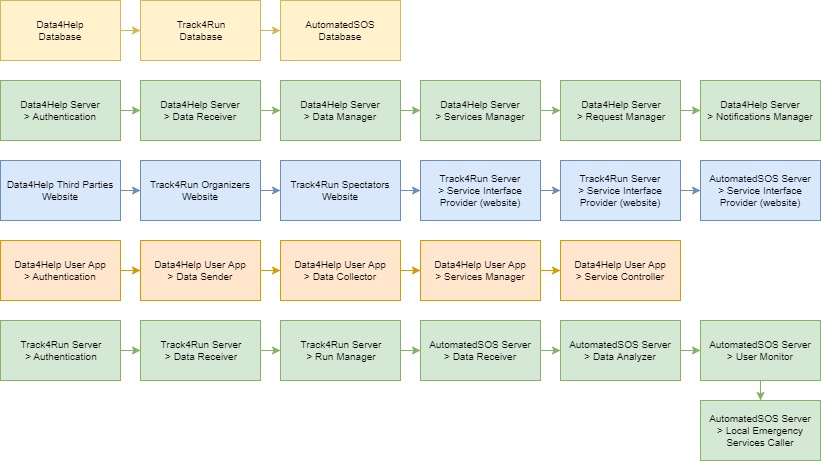 Data4Help
Database
Track4Run
Database
AutomatedSOS
Database
Data4Help Server
> Authentication
Data4Help Server
> Data Receiver
Data4Help Server
> Data Manager
Data4Help Server
> Services Manager
Data4Help Server
> Request Manager
Data4Help Server
> Notifications Manager
Data4Help Third Parties
Website
Track4Run Organizers
Website
Track4Run Spectators
Website
Track4Run Server
> Service Interface
Provider (website)
Track4Run Server
> Service Interface
Provider (website)
AutomatedSOS Server
> Service Interface
Provider (website)
Data4Help User App
> Authentication
Data4Help User App
> Data Sender
Data4Help User App
> Data Collector
Data4Help User App
> Services Manager
Data4Help User App
> Service Controller
Track4Run Server
> Authentication
Track4Run Server
> Data Receiver
Track4Run Server
> Run Manager
AutomatedSOS Server
> Data Receiver
AutomatedSOS Server
> Data Analyzer
AutomatedSOS Server
> User Monitor
AutomatedSOS Server
> Local Emergency
Services Caller